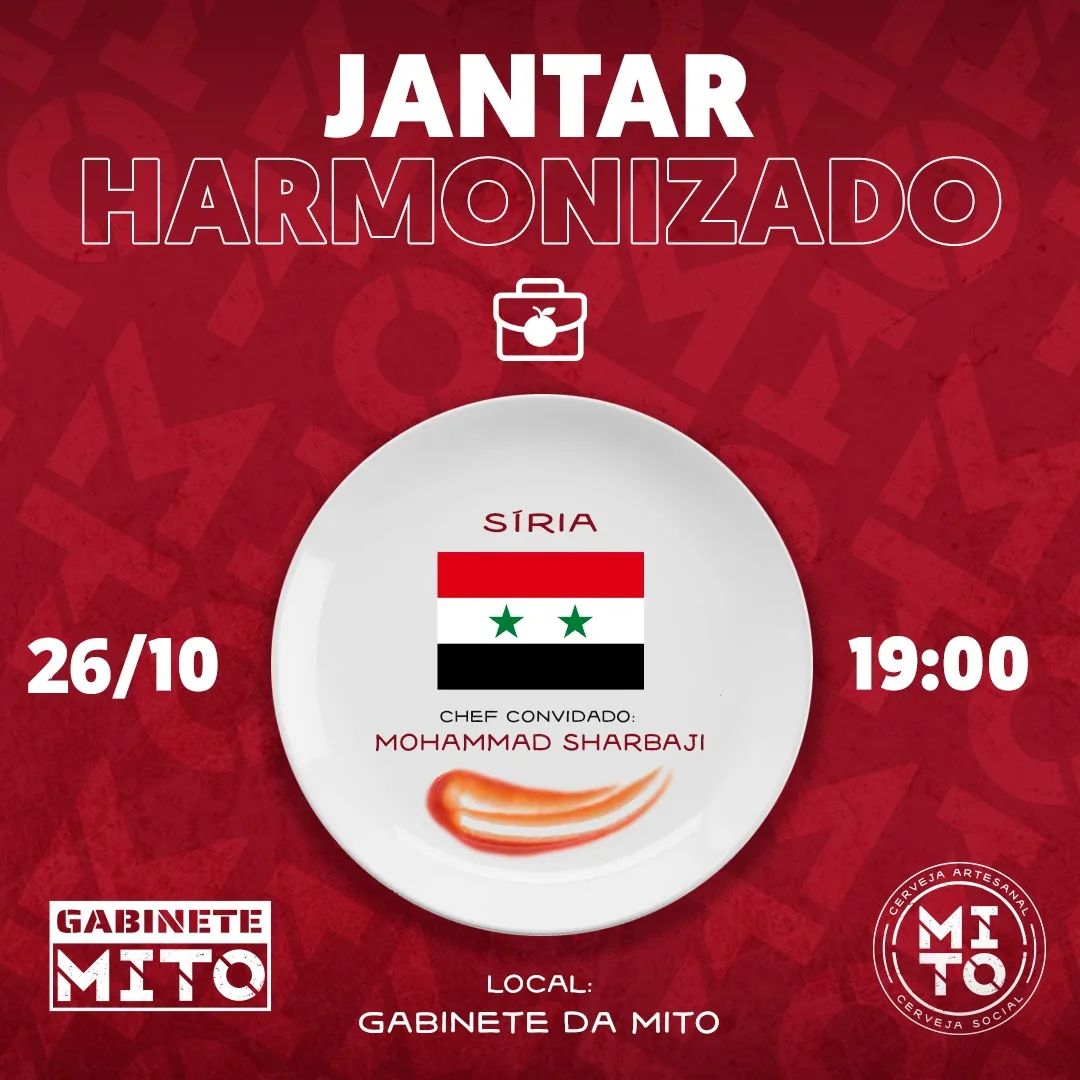 JANTAR
HARMONIZADO
SÍRIA
26/10
19:00
CHEF CONVIDADO:
MOHAMMAD SHARBAJI
GABINETE
MITO
LOCAL:
GABINETE DA MITO
CERVEJA ARTESANAL
MI
TO
CERVEJA SOCIAL